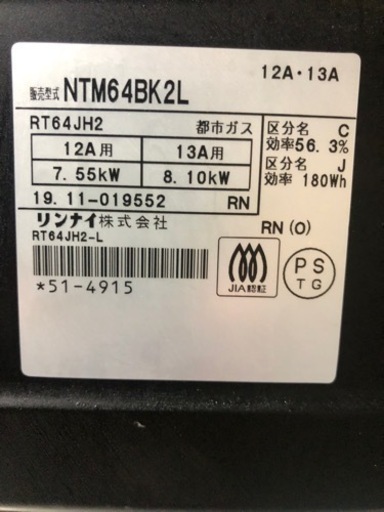 12A・13A
販売型式 NTM64BK2L
RT64JH2 都市ガス
12A用 13A用
7.55kW 8.10kW
区分名 C
効率56.3%
区分名 J
効率 180Wh
19.11-019552 RN
リンナイ株式会社
RT64JH2-L
RN(O)
*51-4915
JIA認証
PS
TG